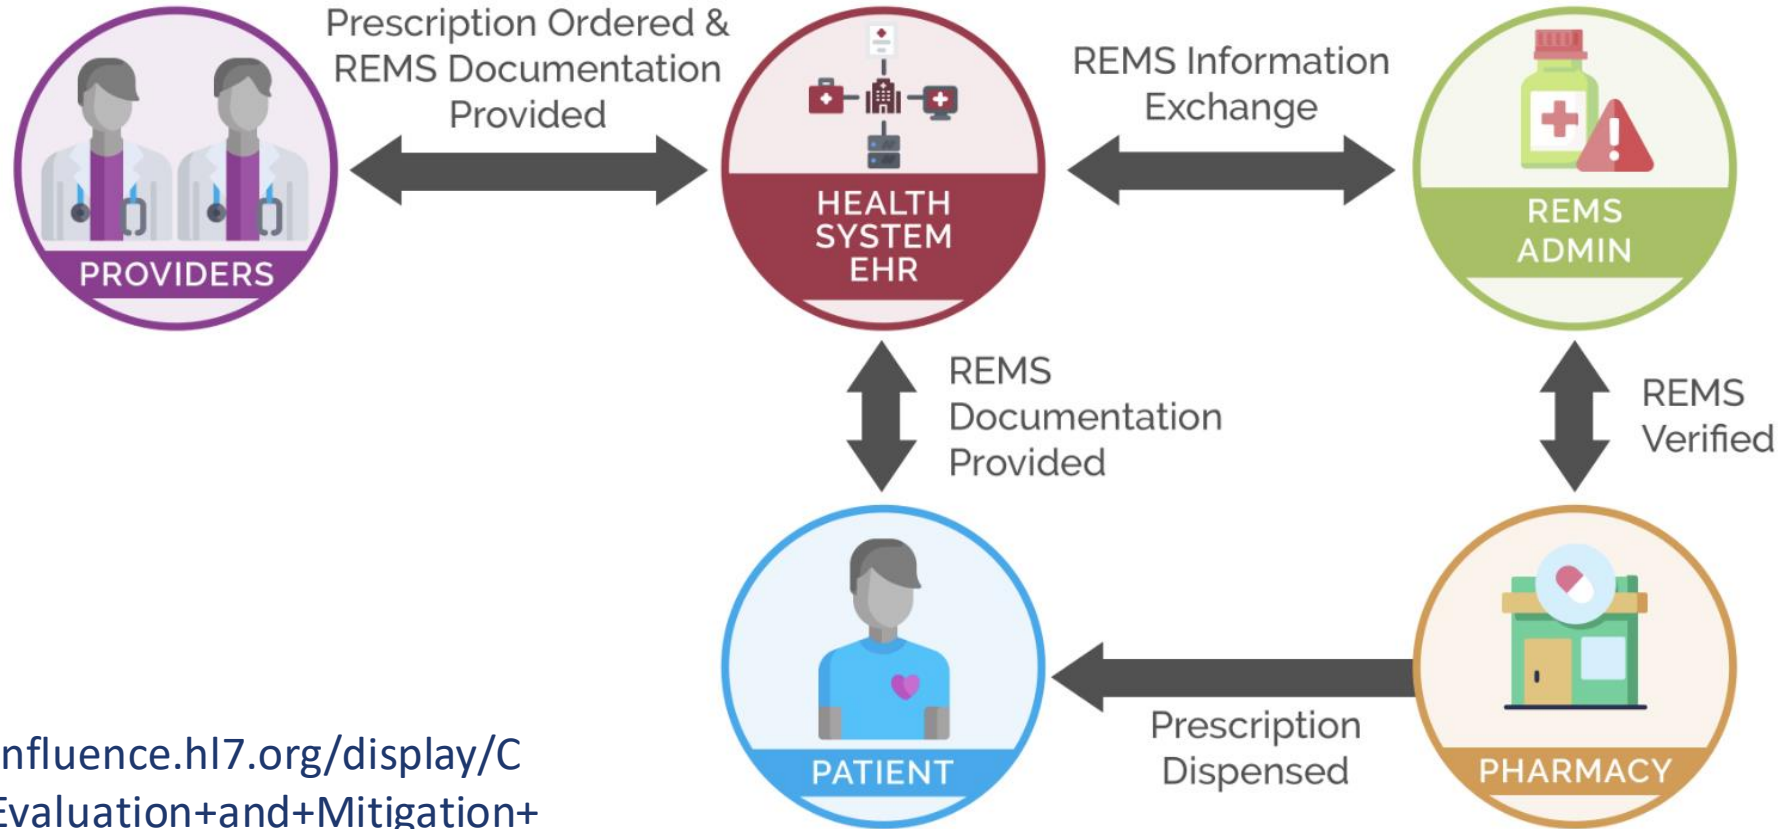 Prescription Ordered &
REMS Documentation
Provided
PROVIDERS
HEALTH
SYSTEM
EHR
REMS Information
Exchange
REMS
ADMIN
REMS
Documentation
Provided
REMS
Verified
PATIENT
Prescription
Dispensed
PHARMACY
nfluence.hl7.org/display/C
Evaluation+and+Mitigation+